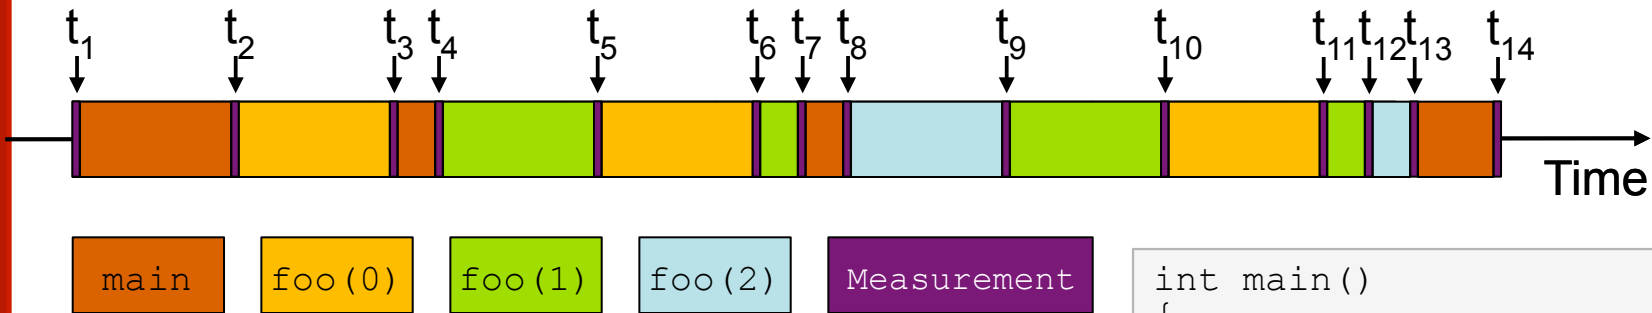 t1 t2 t3 t4 t5 t6 t7 t8 t9 t10 t11 t12 t13 t14
Time
main foo(0) foo(1) foo(2) Measurement
int main()
{